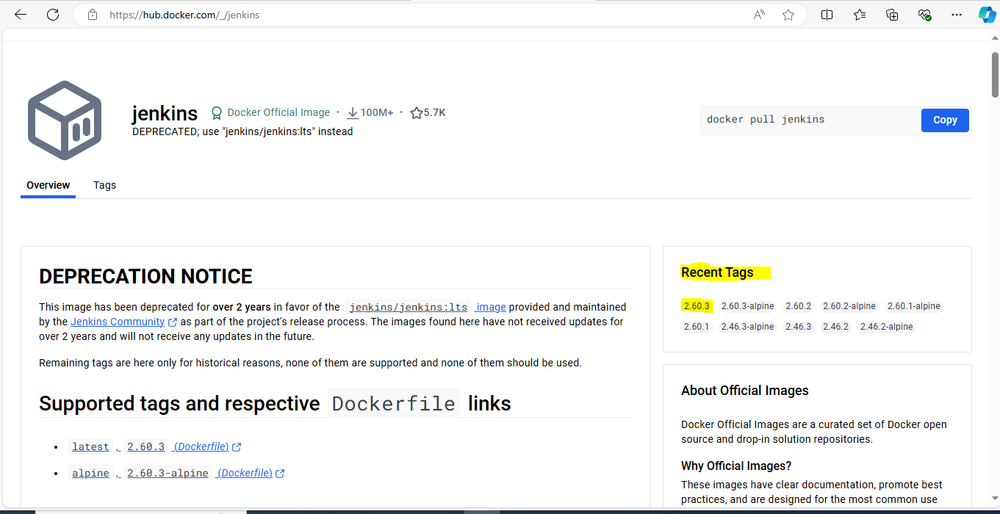 https://hub.docker.com/_/jenkins
jenkins Docker Official Image · 100M+ · 5.7K
DEPRECATED; use "jenkins/jenkins:lts" instead
docker pull jenkins
Copy
Overview Tags
DEPRECATION NOTICE
This image has been deprecated for over 2 years in favor of the jenkins/jenkins:lts image provided and maintained
by the Jenkins Community as part of the project's release process. The images found here have not received updates for
over 2 years and will not receive any updates in the future.
Remaining tags are here only for historical reasons, none of them are supported and none of them should be used.
Supported tags and respective Dockerfile links
• latest , 2.60.3 (Dockerfile)
• alpine , 2.60.3-alpine (Dockerfile)
Recent Tags
2.60.3 2.60.3-alpine 2.60.2 2.60.2-alpine 2.60.1-alpine
2.60.1 2.46.3-alpine 2.46.3 2.46.2 2.46.2-alpine
About Official Images
Docker Official Images are a curated set of Docker open
source and drop-in solution repositories.
Why Official Images?
These images have clear documentation, promote best
practices, and are designed for the most common use